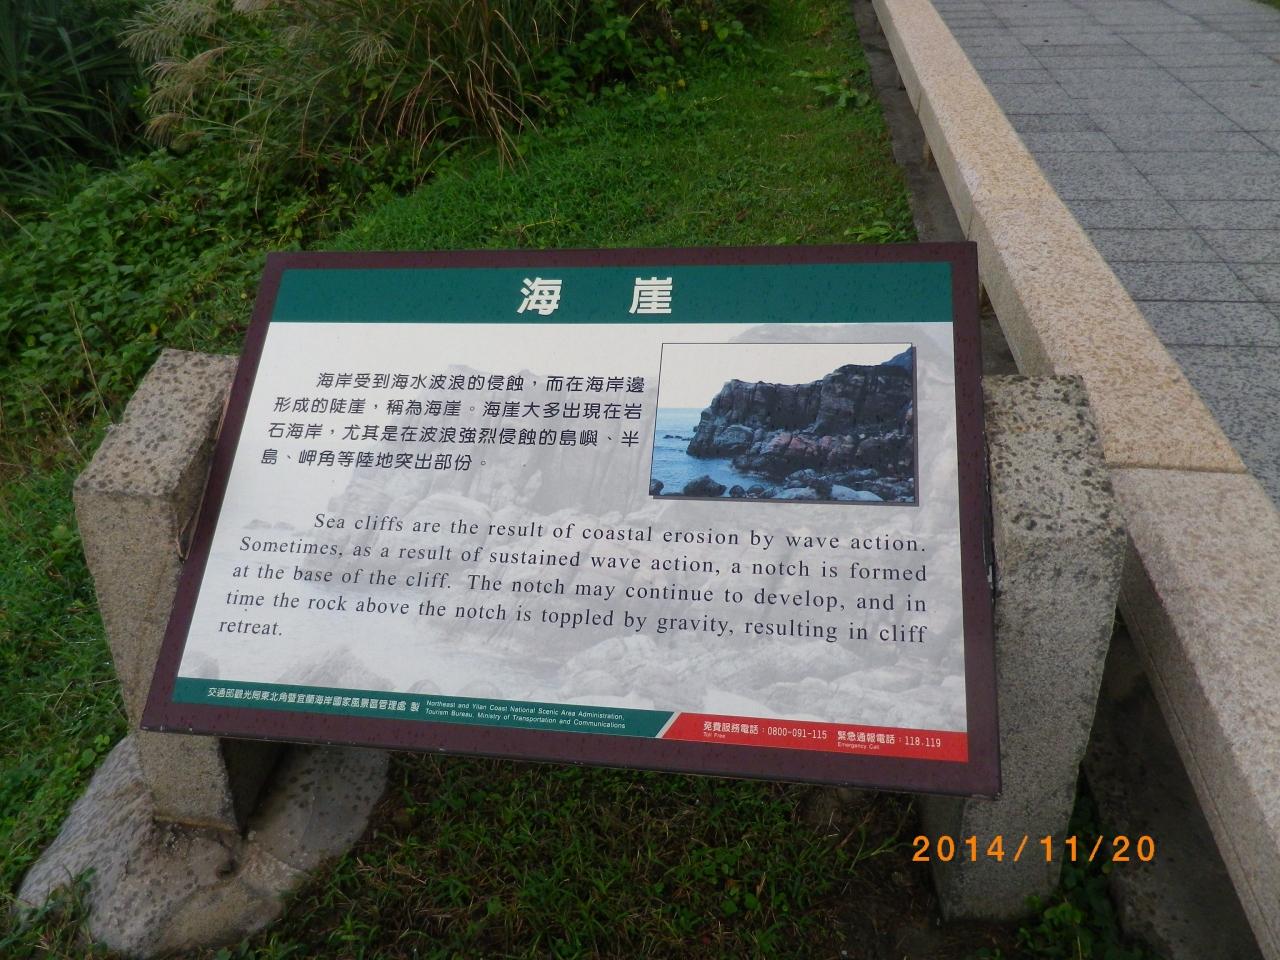 海 崖
海岸受到海水波浪的侵蝕，而在海岸邊
形成的陡崖，稱為海崖。海崖大多出現在岩
石海岸，尤其是在波浪強烈侵蝕的島嶼、半
島、岬角等陸地突出部份。
Sea cliffs are the result of coastal erosion by wave action.
Sometimes, as a result of sustained wave action, a notch is formed
at the base of the cliff. The notch may continue to develop, and in
time the rock above the notch is toppled by gravity, resulting in cliff
retreat.
交通部觀光局東北角暨宜蘭海岸國家風景區管理處 製
Northeast and Yilan Coast National Scenic Area Administration,
Tourism Bureau, Ministry of Transportation and Communications
免費服務電話：0800-091-115 緊急通報電話：118.119
Toll Free Emergency Call
2014/11/20